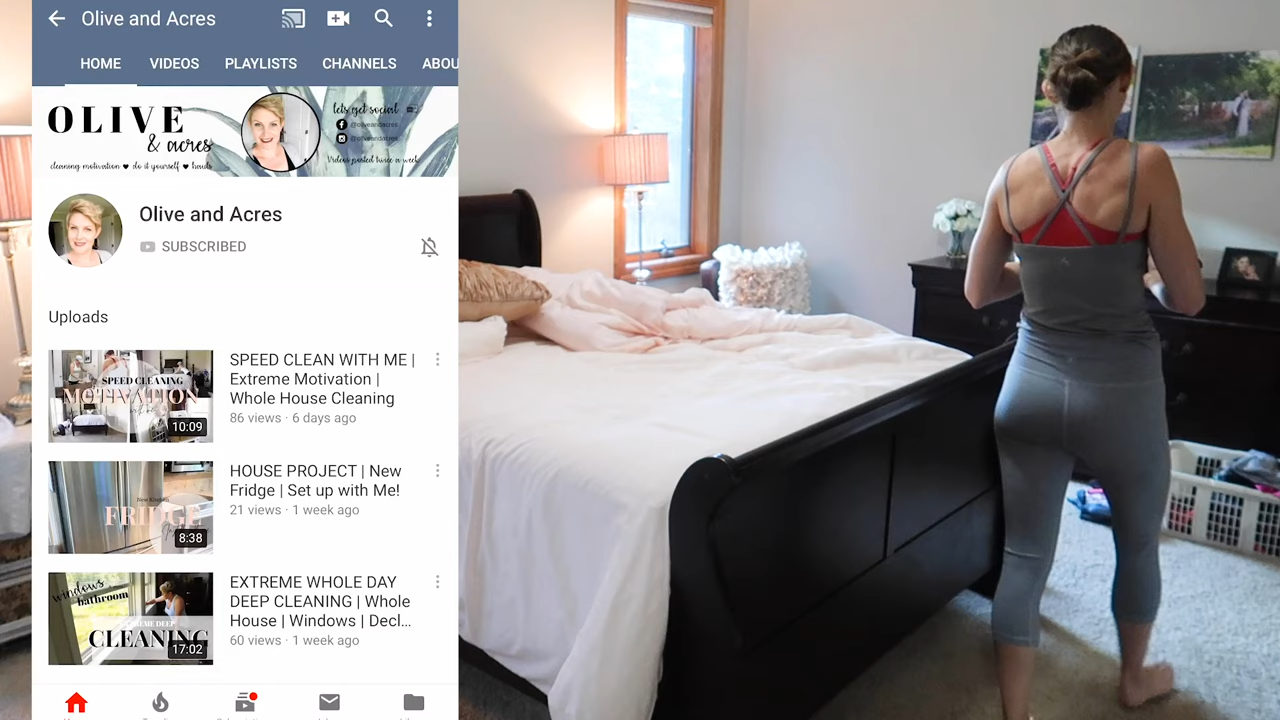 Olive and Acres
HOME VIDEOS PLAYLISTS CHANNELS ABOU
OLIVE
& acres
cleaning motivation ♥ do it yourself ♥ hauls
lets get social
@oliveandacres
@oliveandacres
Videos posted twice a week
Olive and Acres
SUBSCRIBED
Uploads
SPEED CLEANING
MOTIVATION
10:09
SPEED CLEAN WITH ME |
Extreme Motivation |
Whole House Cleaning
86 views · 6 days ago
New Kitchen
FRIDGE
8:38
HOUSE PROJECT | New
Fridge | Set up with Me!
21 views · 1 week ago
windows
bathroom
EXTREME DEEP
CLEANING
17:02
EXTREME WHOLE DAY
DEEP CLEANING | Whole
House | Windows | Decl...
60 views · 1 week ago